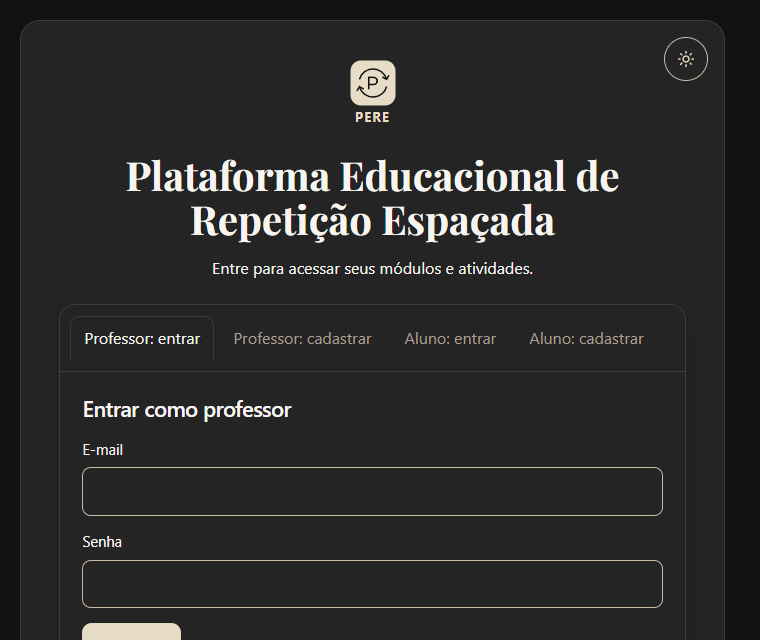 P
PERE
Plataforma Educacional de
Repetição Espaçada
Entre para acessar seus módulos e atividades.
Professor: entrar
Professor: cadastrar
Aluno: entrar
Aluno: cadastrar
Entrar como professor
E-mail
Senha